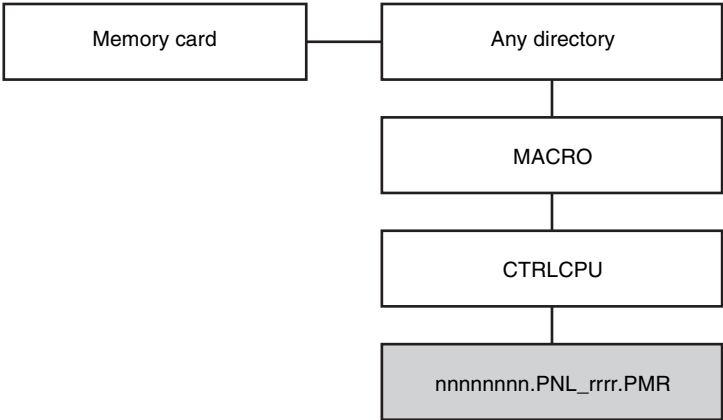 Memory card
Any directory
MACRO
CTRLCPU
nnnnnnnn.PNL_rrrr.PMR